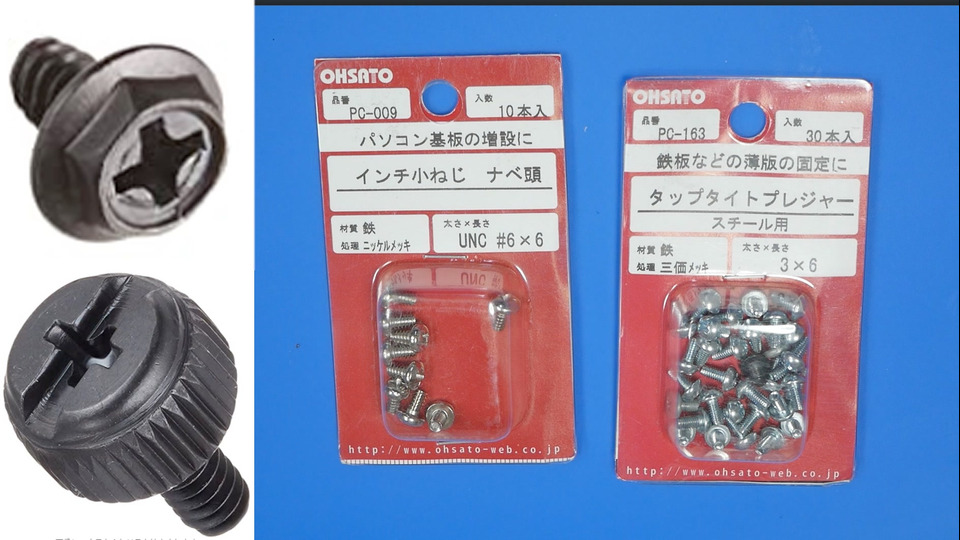 OHSATO
品番
PC-009
入数
10本入
パソコン基板の増設に
インチ小ねじ ナベ頭
材質 鉄
処理 ニッケルメッキ
太さ×長さ
UNC #6×6
http://www.ohsato-web.co.jp
OHSATO
品番
PC-163
入数
30本入
鉄板などの薄版の固定に
タップタイトプレジャー
スチール用
材質 鉄
処理 三価メッキ
太さ×長さ
3×6
http://www.ohsato-web.co.jp